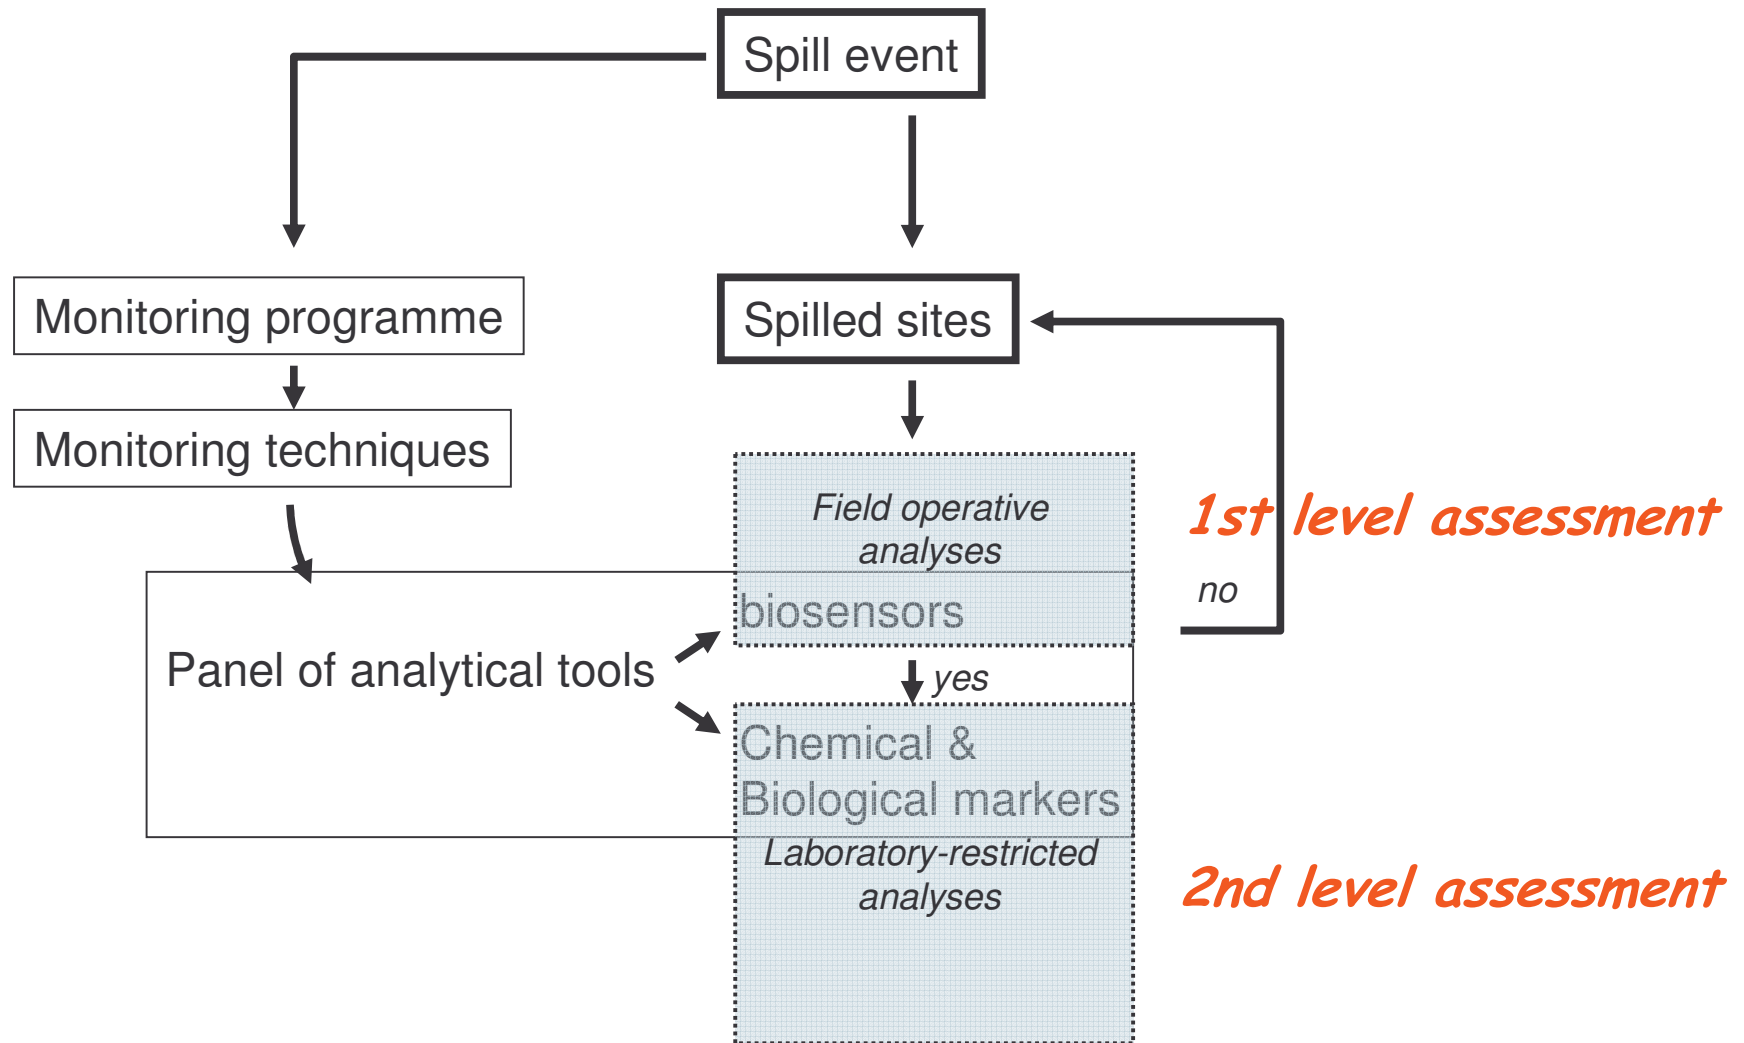 Spill event
Monitoring programme
Spilled sites
Monitoring techniques
Field operative
analyses
1st level assessment
no
biosensors
Panel of analytical tools
yes
Chemical &
Biological markers
Laboratory-restricted
analyses
2nd level assessment